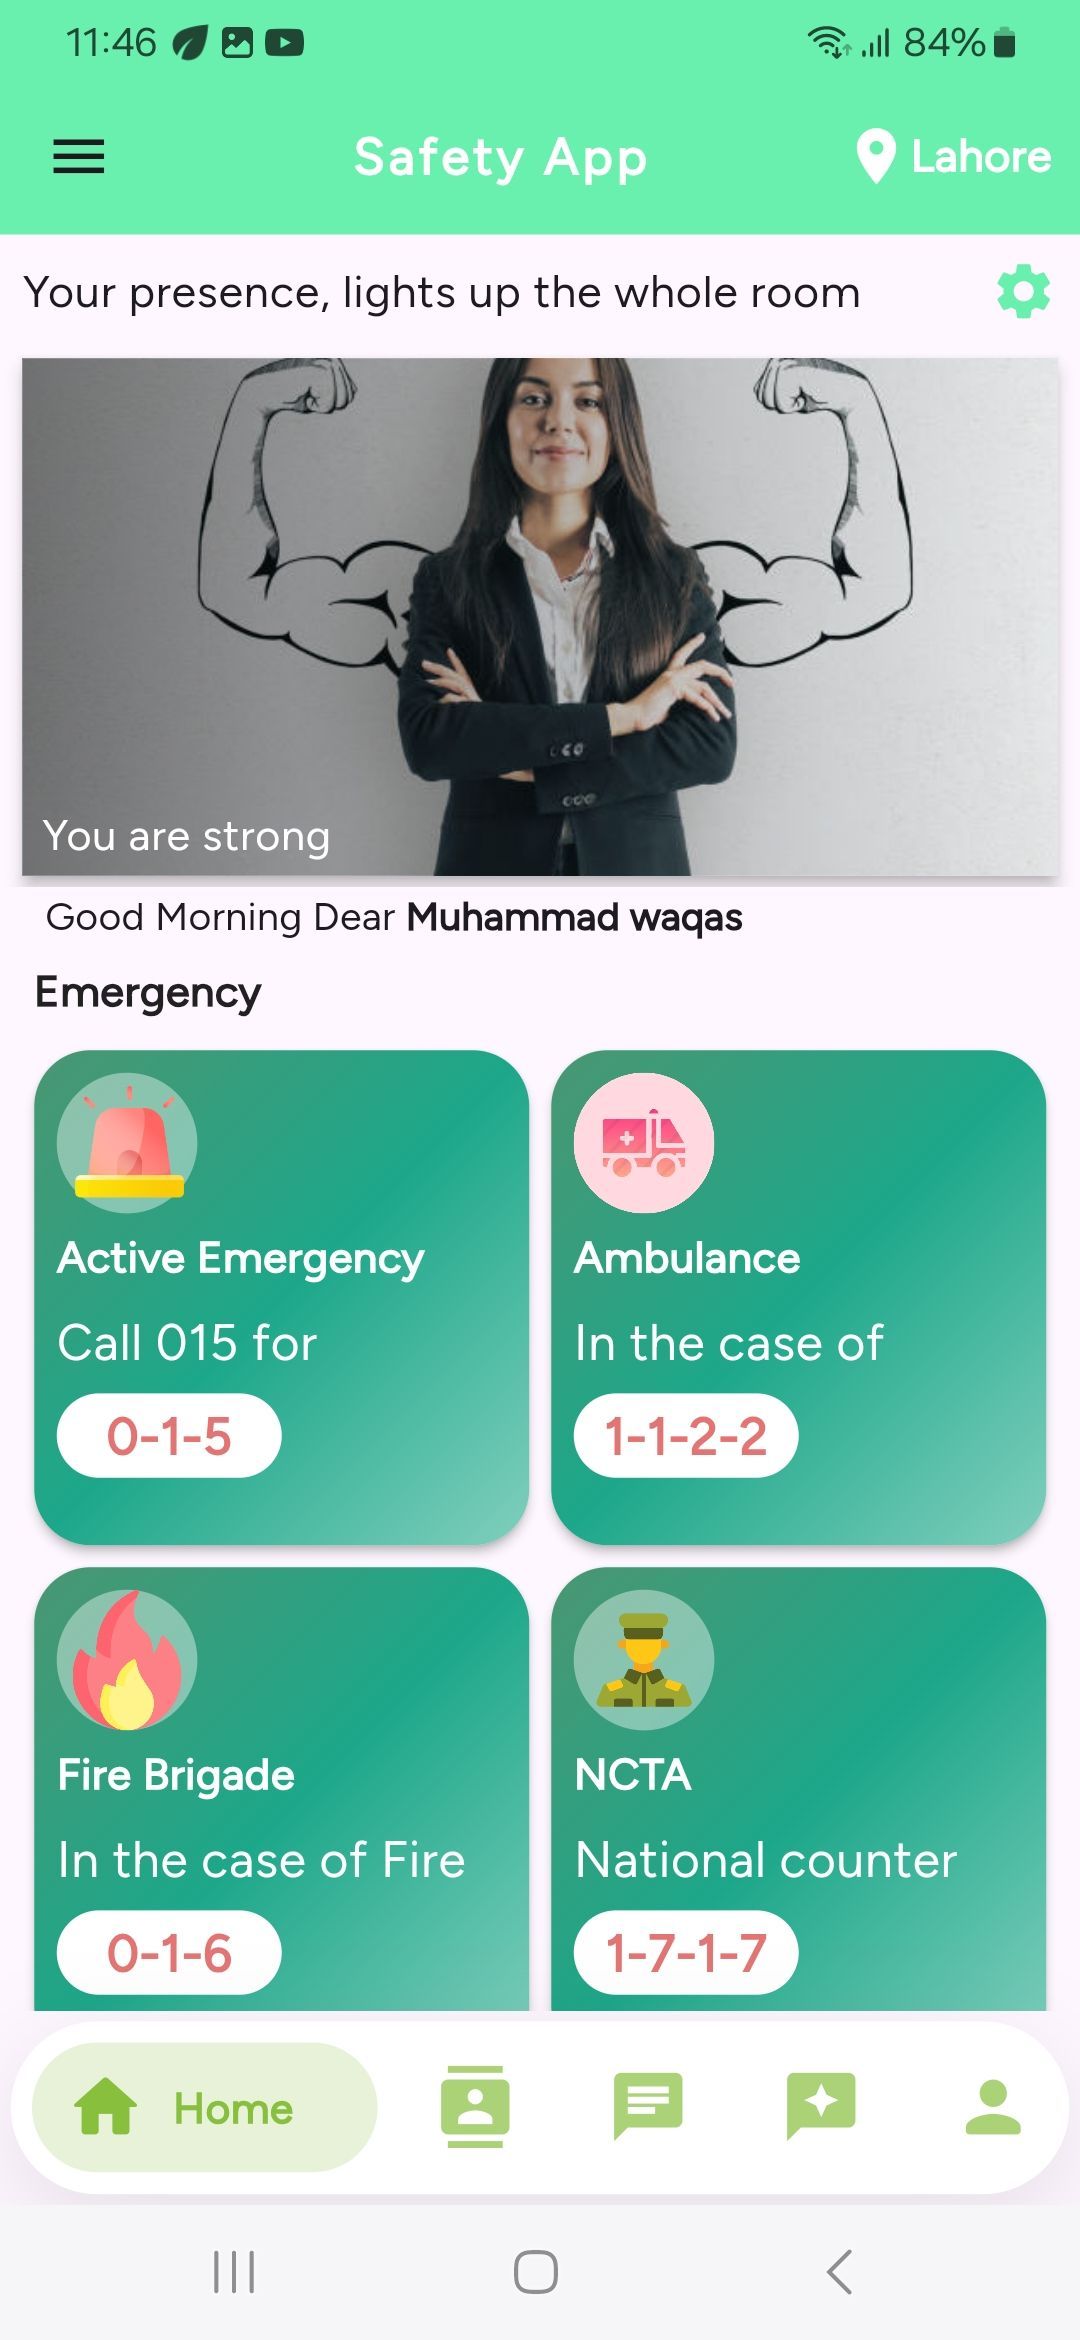 11:46 84%
Safety App Lahore
Your presence, lights up the whole room
You are strong
Good Morning Dear Muhammad waqas
Emergency
Active Emergency
Call 015 for
0-1-5
Ambulance
In the case of
1-1-2-2
Fire Brigade
In the case of Fire
0-1-6
NCTA
National counter
1-7-1-7
Home